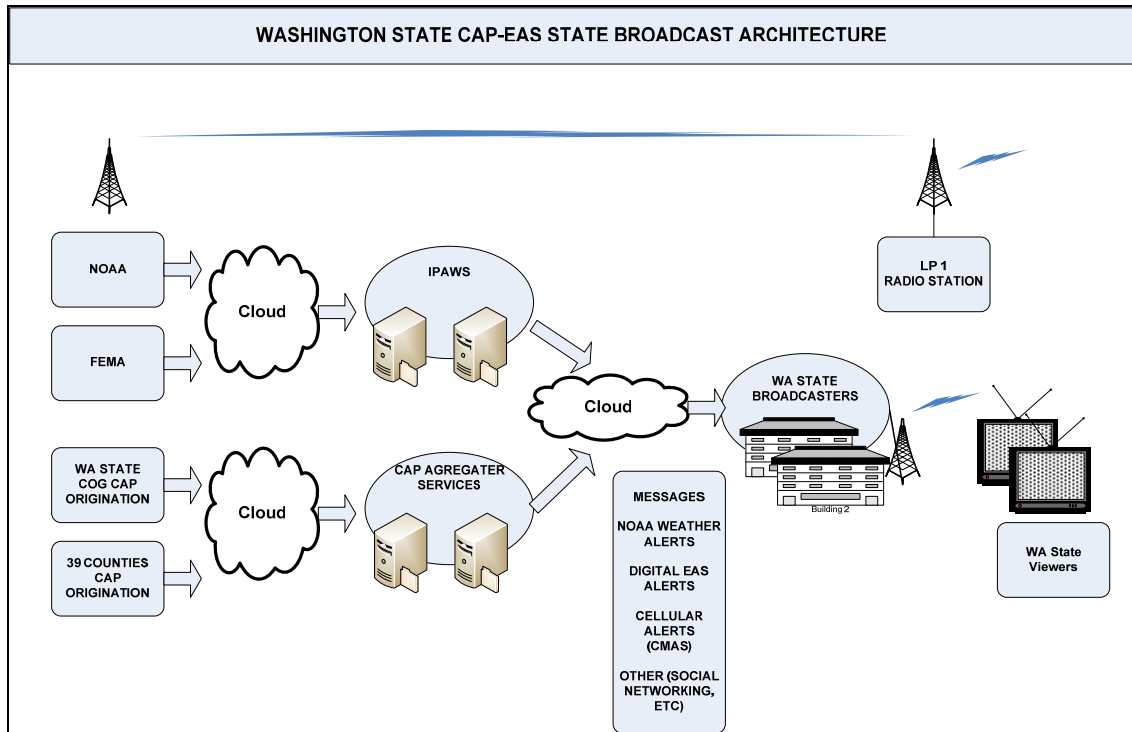 WASHINGTON STATE CAP-EAS STATE BROADCAST ARCHITECTURE
NOAA
Cloud
IPAWS
LP 1
RADIO STATION
FEMA
Cloud
WA STATE
BROADCASTERS
WA STATE
COG CAP
ORIGINATION
Cloud
CAP AGREGATER
SERVICES
Building 2
39 COUNTIES
CAP
ORIGINATION
MESSAGES
NOAA WEATHER
ALERTS
DIGITAL EAS
ALERTS
CELLULAR
ALERTS
(CMAS)
OTHER (SOCIAL
NETWORKING,
ETC)
WA State
Viewers